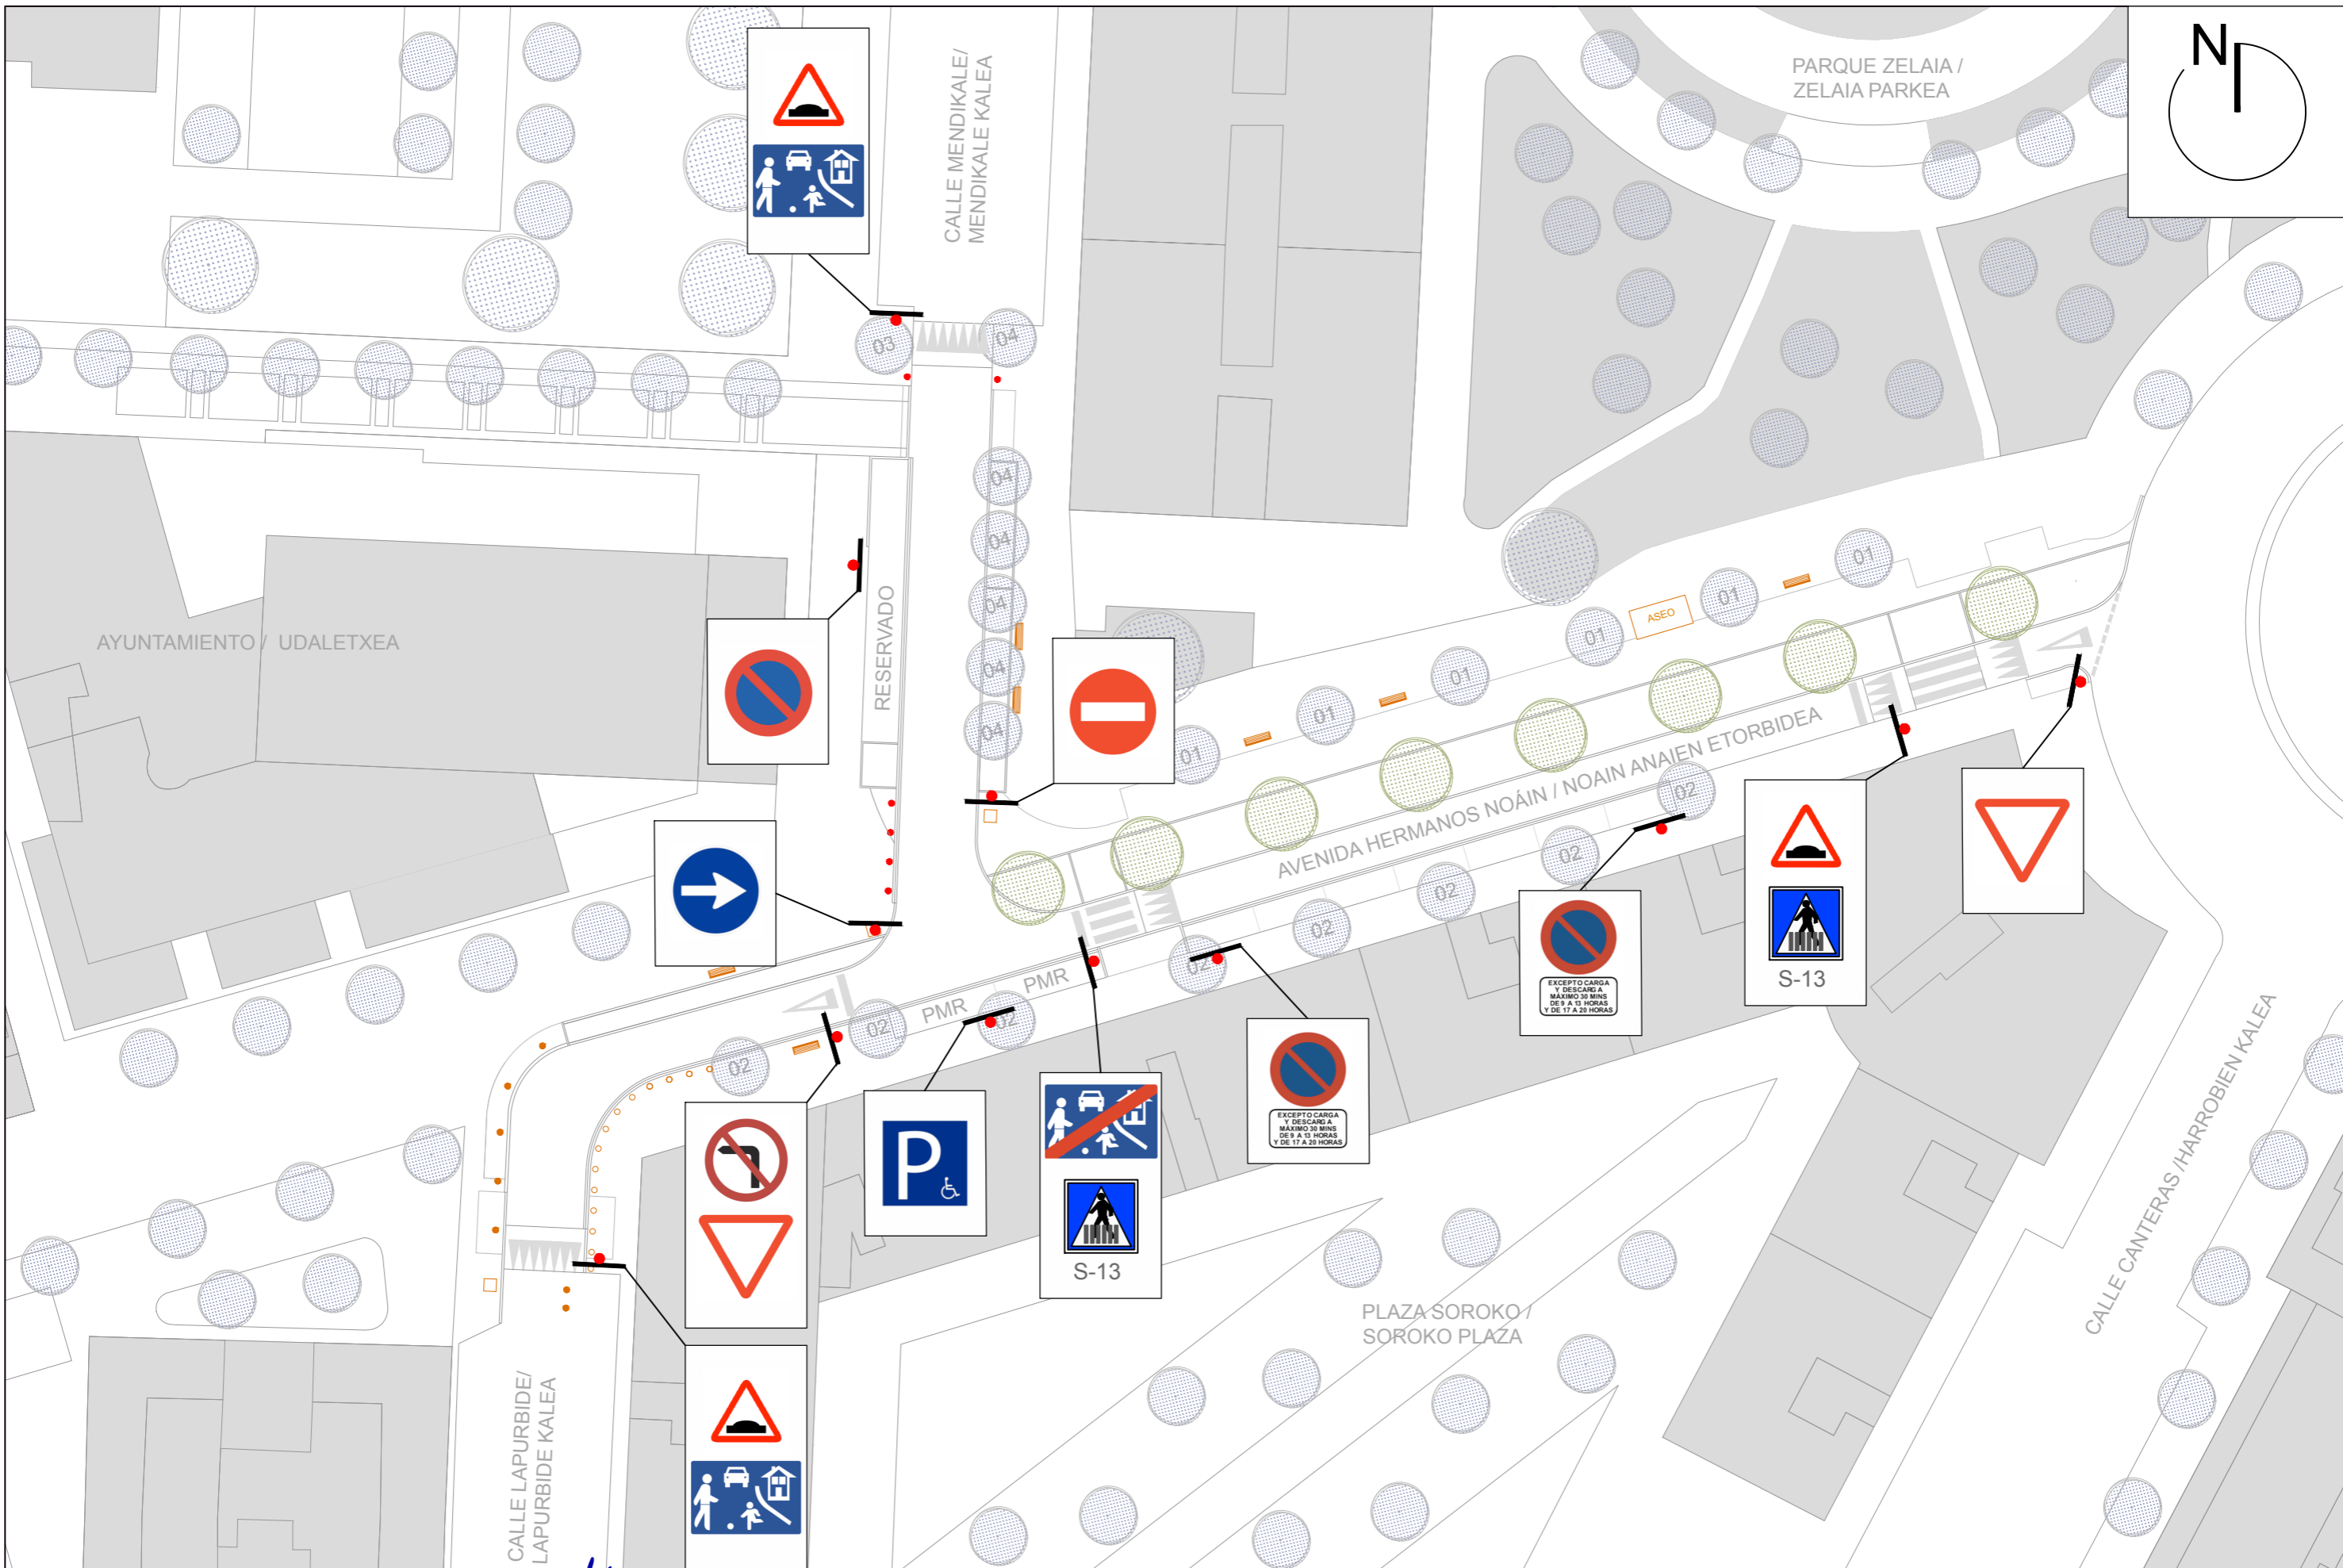 N
PARQUE ZELAIA /
ZELAIA PARKEA
CALLE MENDIKALE/
MENDIKALE KALEA
03
04
04
04
04
04
04
RESERVADO
AYUNTAMIENTO / UDALETXEA
ASEO
01
01
01
01
01
01
AVENIDA HERMANOS NOÁIN / NOAIN ANAIEN ETORBIDEA
02
02
02
02
02
02
02
02
PMR
PMR
EXCEPTO CARGA
Y DESCARGA
MÁXIMO 30 MINS
DE 9 A 13 HORAS
Y DE 17 A 20 HORAS
S-13
EXCEPTO CARGA
Y DESCARGA
MÁXIMO 30 MINS
DE 9 A 13 HORAS
Y DE 17 A 20 HORAS
P
S-13
CALLE CANTERAS /HARROBIEN KALEA
PLAZA SOROKO /
SOROKO PLAZA
CALLE LAPURBIDE/
LAPURBIDE KALEA